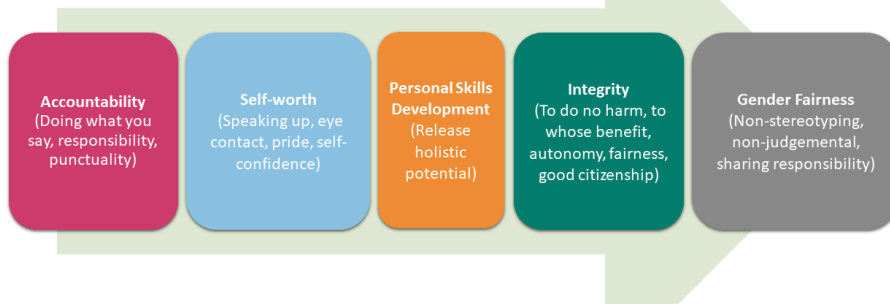 Accountability
(Doing what you
say, responsibility,
punctuality)
Self-worth
(Speaking up, eye
contact, pride, self-
confidence)
Personal Skills
Development
(Release
holistic
potential)
Integrity
(To do no harm, to
whose benefit,
autonomy, fairness,
good citizenship)
Gender Fairness
(Non-stereotyping,
non-judgemental,
sharing responsibility)